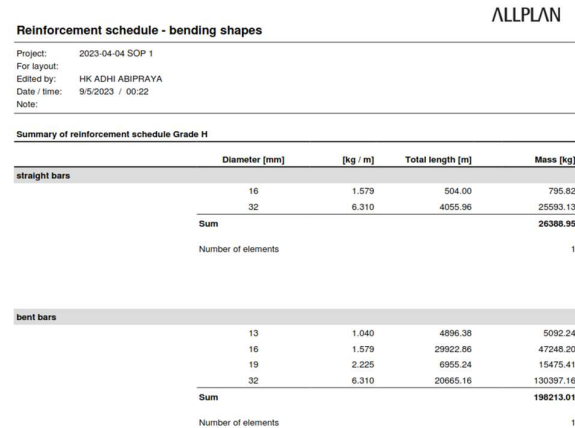 ALLPLAN
Reinforcement schedule - bending shapes
Project: 2023-04-04 SOP 1
For layout:
Edited by: HK ADHI ABIPRAYA
Date / time: 9/5/2023 / 00:22
Note:
Summary of reinforcement schedule Grade H
Diameter [mm] [kg / m] Total length [m] Mass [kg]
straight bars
16 1.579 504.00 795.82
32 6.310 4055.96 25593.13
Sum 26388.95
Number of elements 1
bent bars
13 1.040 4896.38 5092.24
16 1.579 29922.86 47248.20
19 2.225 6955.24 15475.41
32 6.310 20665.16 130397.16
Sum 198213.01
Number of elements 1